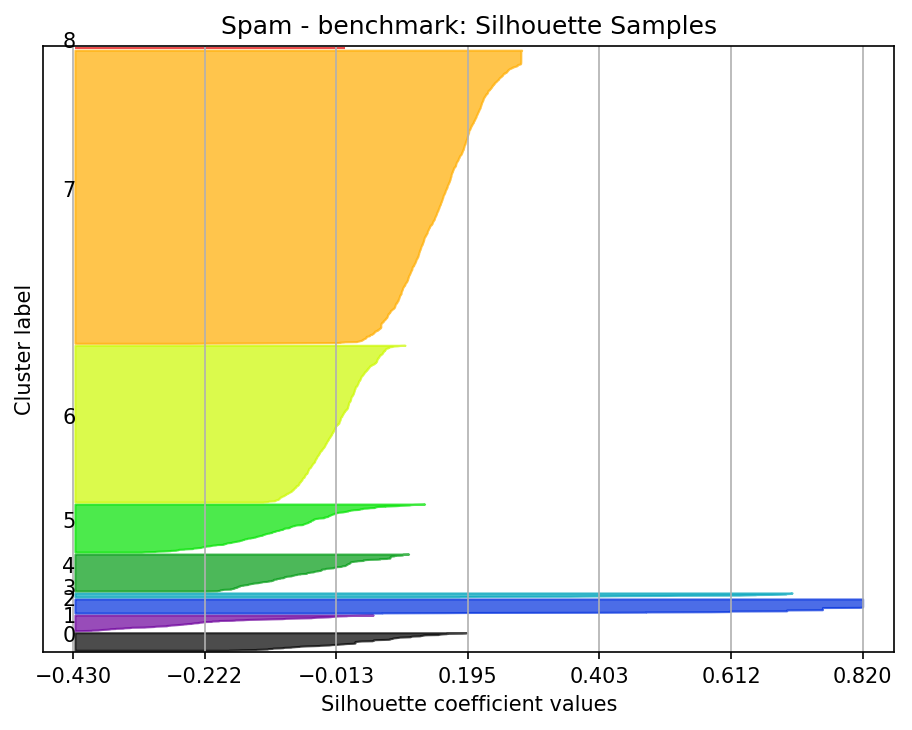 Spam - benchmark: Silhouette Samples
8
7
6
5
4
3
2
1
0
Cluster label
−0.430 −0.222 −0.013 0.195 0.403 0.612 0.820
Silhouette coefficient values